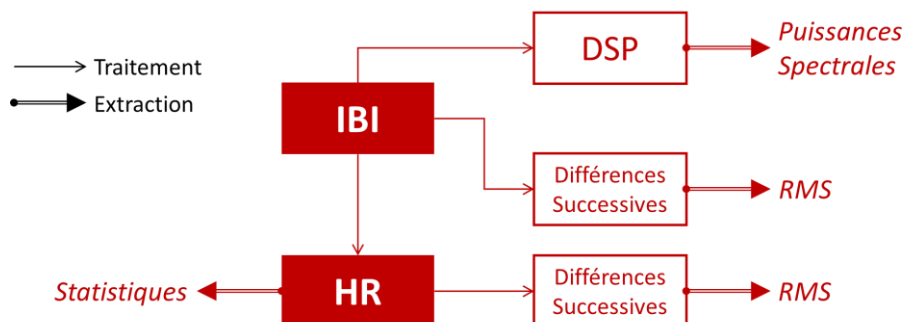 Traitement
Extraction
DSP
Puissances
Spectrales
IBI
Différences
Successives
RMS
Statistiques
HR
Différences
Successives
RMS